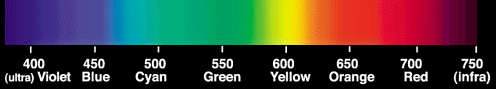 400 450 500 550 600 650 700 750
(ultra) Violet Blue Cyan Green Yellow Orange Red (infra)